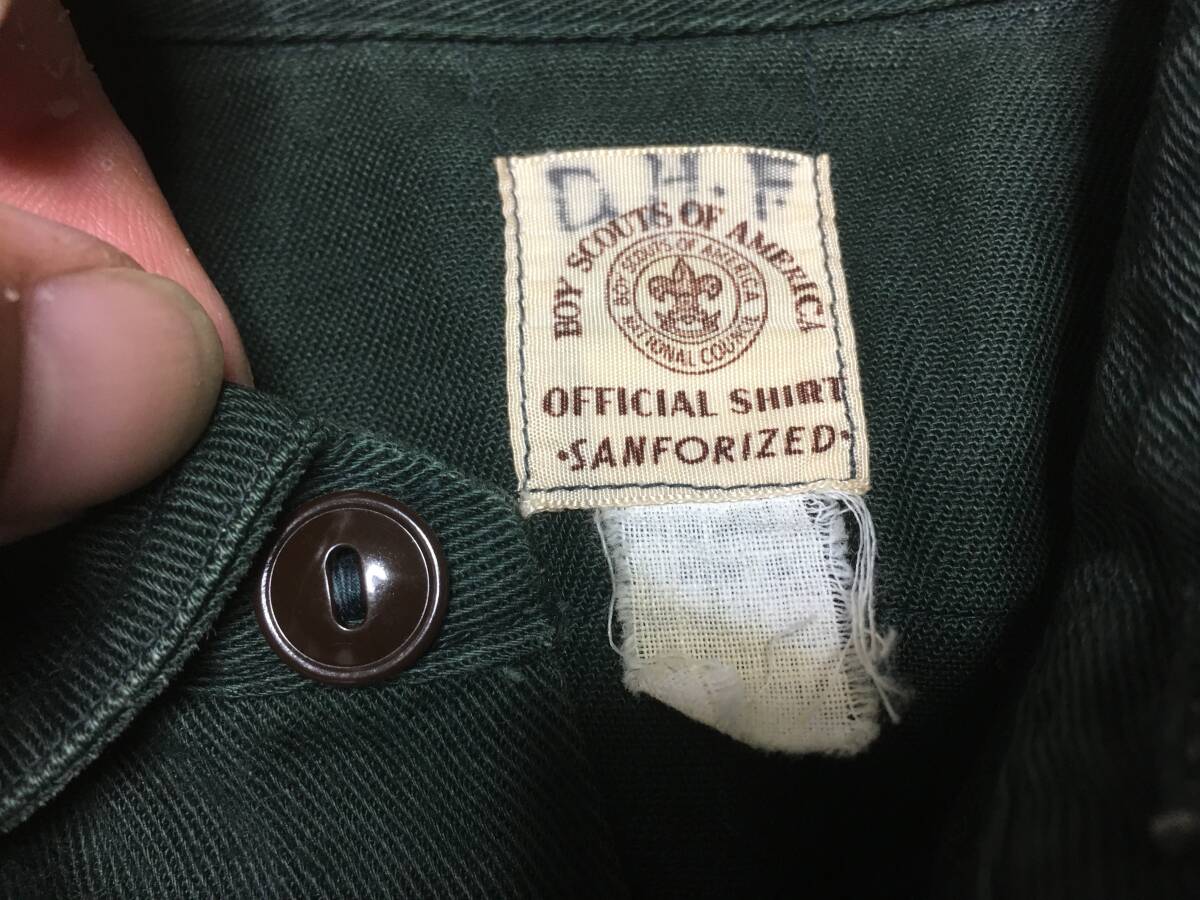 D. H. F
BOY SCOUTS OF AMERICA
BOY SCOUTS OF AMERICA
NATIONAL COUNCIL
OFFICIAL SHIRT
·SANFORIZED·